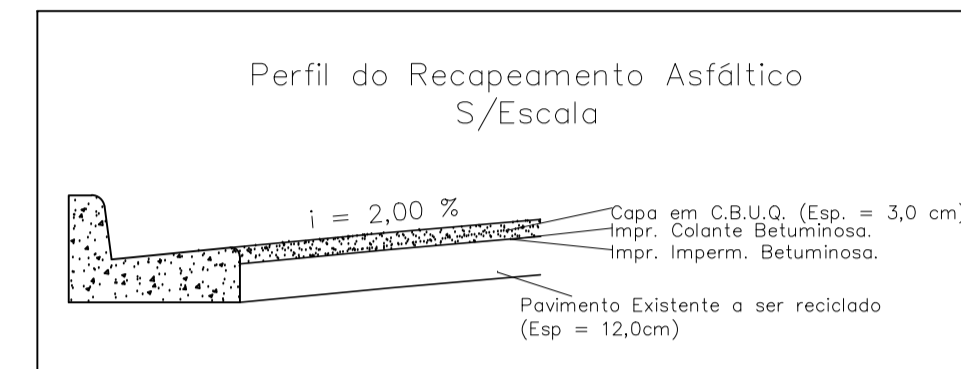 Perfil do Recapeamento Asfáltico
S/Escala
i = 2,00 %
Capa em C.B.U.Q. (Esp. = 3,0 cm)
Impr. Colante Betuminosa.
Impr. Imperm. Betuminosa.
Pavimento Existente a ser reciclado
(Esp = 12,0cm)